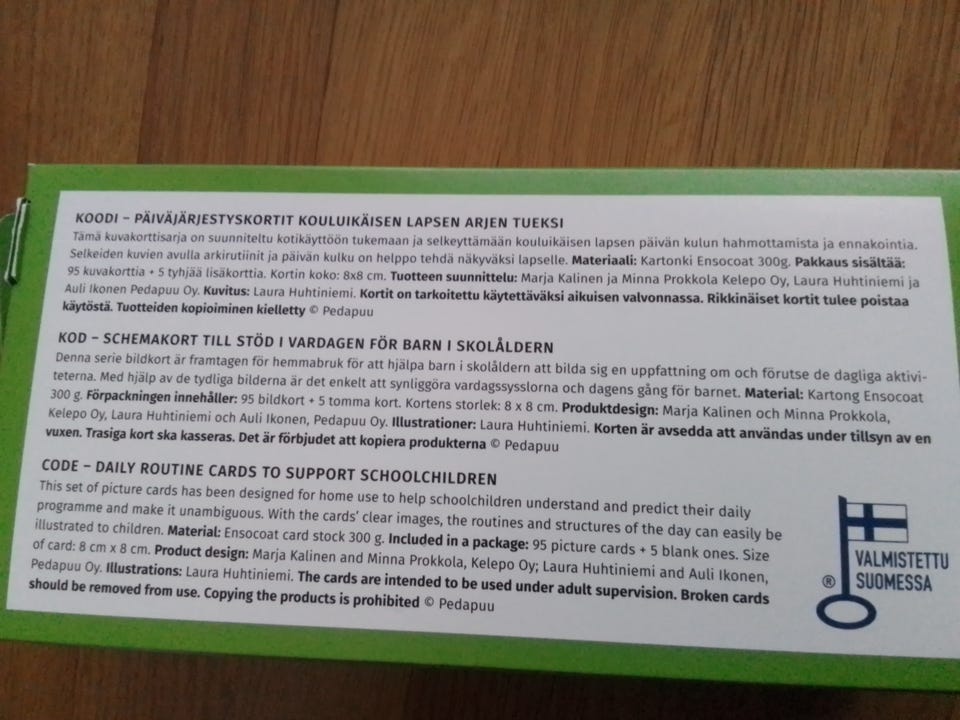 KOODI – PÄIVÄJÄRJESTYSKORTIT KOULUIKÄISEN LAPSEN ARJEN TUEKSI
Tämä kuvakorttisarja on suunniteltu kotikäyttöön tukemaan ja selkeyttämään kouluikäisen lapsen päivän kulun hahmottamista ja ennakointia.
Selkeiden kuvien avulla arkirutiinit ja päivän kulku on helppo tehdä näkyväksi lapselle. Materiaali: Kartonki Ensocoat 300g. Pakkaus sisältää:
95 kuvakorttia + 5 tyhjää lisäkorttia. Kortin koko: 8x8 cm. Tuotteen suunnittelu: Marja Kalinen ja Minna Prokkola Kelepo Oy, Laura Huhtiniemi ja
Auli Ikonen Pedapuu Oy. Kuvitus: Laura Huhtiniemi. Kortit on tarkoitettu käytettäväksi aikuisen valvonnassa. Rikkinäiset kortit tulee poistaa
käytöstä. Tuotteiden kopioiminen kielletty © Pedapuu
KOD – SCHEMAKORT TILL STÖD I VARDAGEN FÖR BARN I SKOLÅLDERN
Denna serie bildkort är framtagen för hemmabruk för att hjälpa barn i skolåldern att bilda sig en uppfattning om och förutse de dagliga aktivi-
teterna. Med hjälp av de tydliga bilderna är det enkelt att synliggöra vardagssysslorna och dagens gång för barnet. Material: Kartong Ensocoat
300 g. Förpackningen innehåller: 95 bildkort + 5 tomma kort. Kortens storlek: 8 x 8 cm. Produktdesign: Marja Kalinen och Minna Prokkola,
Kelepo Oy, Laura Huhtiniemi och Auli Ikonen, Pedapuu Oy. Illustrationer: Laura Huhtiniemi. Korten är avsedda att användas under tillsyn av en
vuxen. Trasiga kort ska kasseras. Det är förbjudet att kopiera produkterna © Pedapuu
CODE – DAILY ROUTINE CARDS TO SUPPORT SCHOOLCHILDREN
This set of picture cards has been designed for home use to help schoolchildren understand and predict their daily
programme and make it unambiguous. With the cards' clear images, the routines and structures of the day can easily be
illustrated to children. Material: Ensocoat card stock 300 g. Included in a package: 95 picture cards + 5 blank ones. Size
of card: 8 cm x 8 cm. Product design: Marja Kalinen and Minna Prokkola, Kelepo Oy; Laura Huhtiniemi and Auli Ikonen,
Pedapuu Oy. Illustrations: Laura Huhtiniemi. The cards are intended to be used under adult supervision. Broken cards
should be removed from use. Copying the products is prohibited © Pedapuu
® VALMISTETTU
SUOMESSA